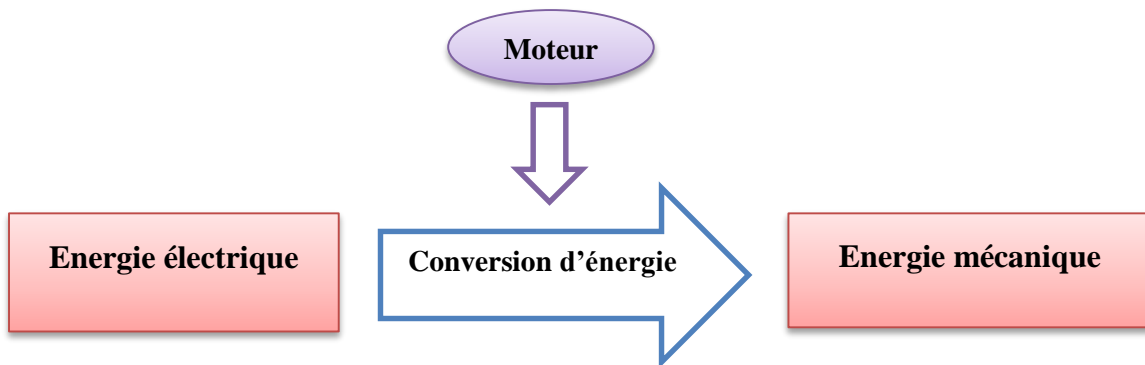 Moteur
Energie électrique
Conversion d’énergie
Energie mécanique